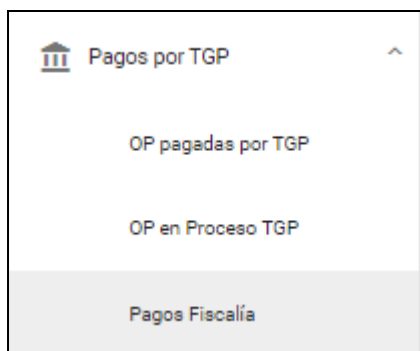 Pagos por TGP
OP pagadas por TGP
OP en Proceso TGP
Pagos Fiscalía